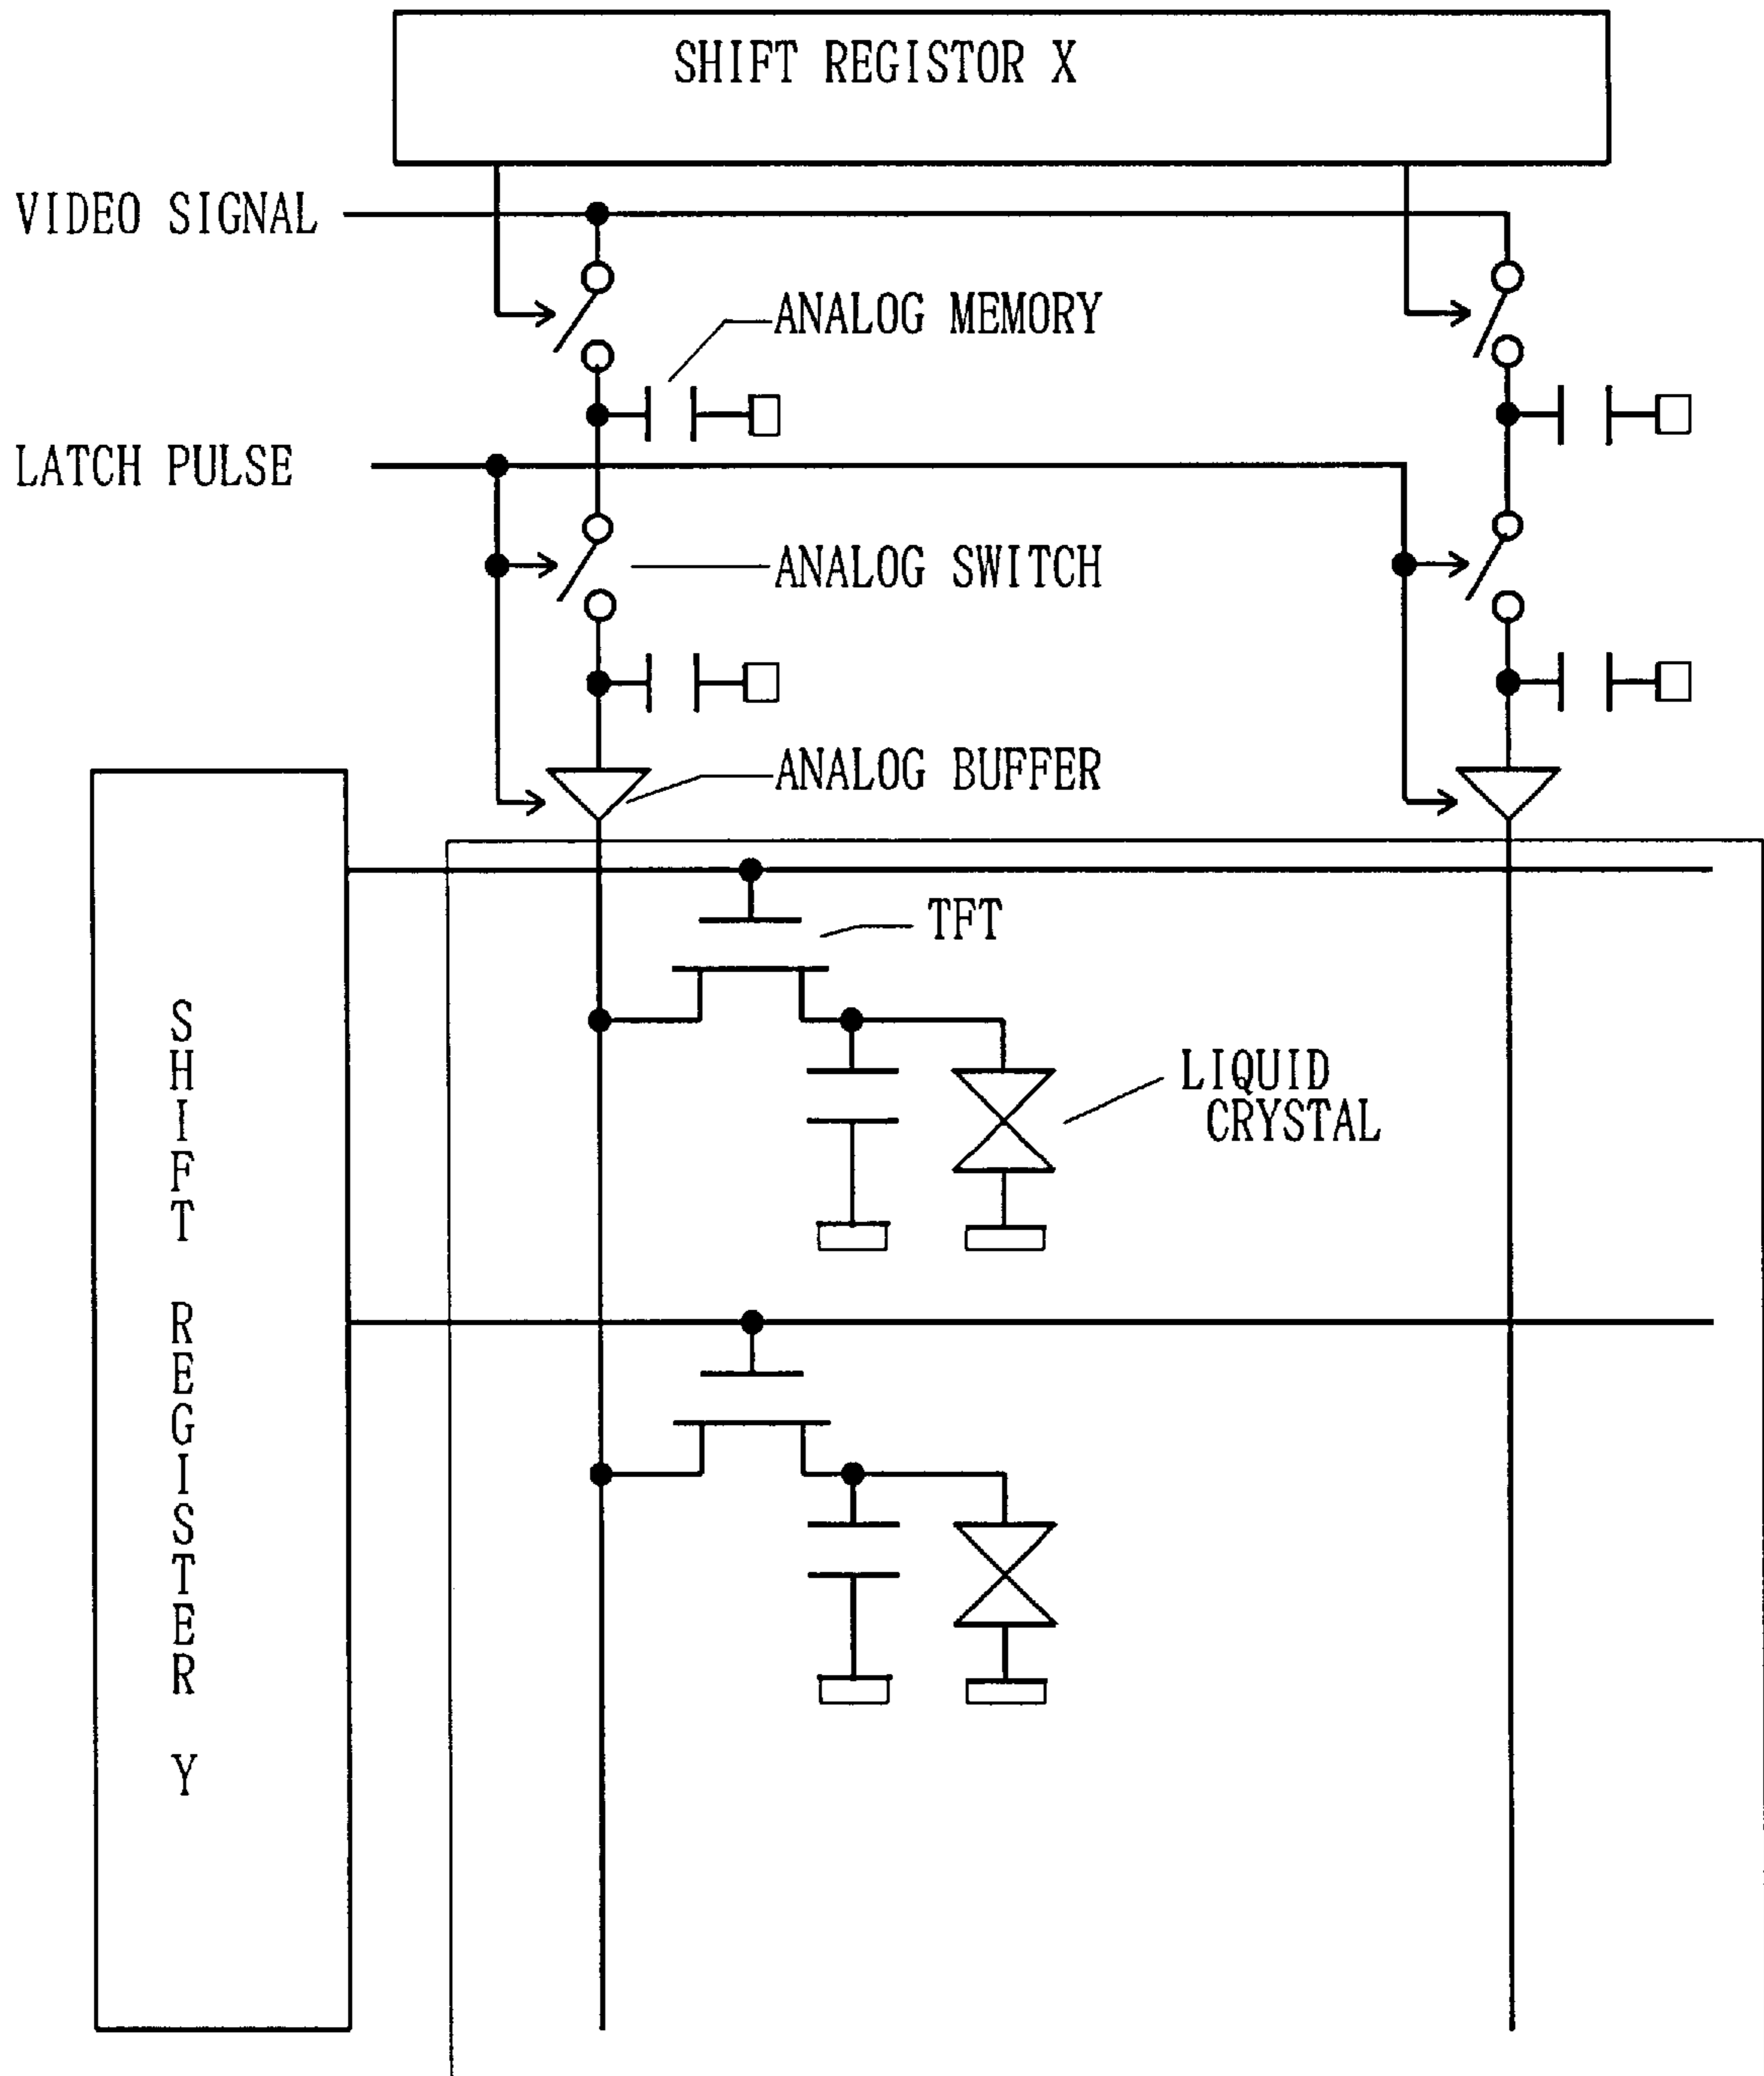 SHIFT REGISTOR X
VIDEO SIGNAL
ANALOG MEMORY
LATCH PULSE
ANALOG SWITCH
ANALOG BUFFER
TFT
LIQUID
CRYSTAL
SHIFT REGISTER Y